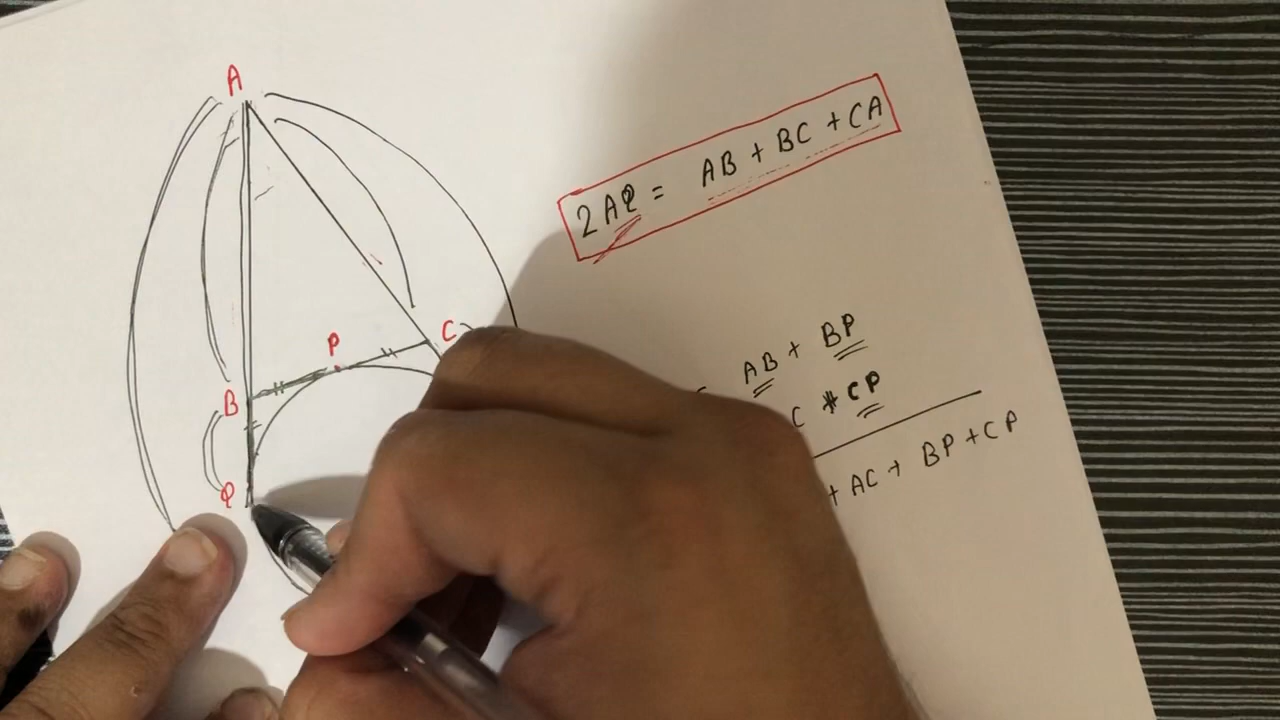 A
2AQ = AB + BC + CA
P
C
B
AB + BP
C * CP
Q
+ AC + BP + CP